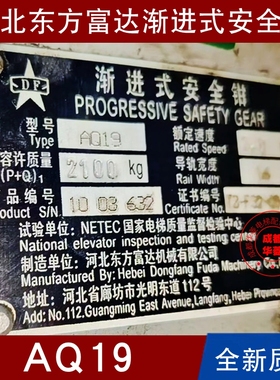 北东方富达渐进式安全
DF
渐进式安全钳
PROGRESSIVE SAFETY GEAR
型号 额定速度
Type AQ19 Rated Speed
容许质量 导轨宽度
(P+Q)1 2100 kg Rail Width
品编号 证书编号
oduct S/N 10 03 632 Certificate No.
试验单位：NETEC国家电梯质量监督检验中心
National elevator inspection and testing center
制造单位：河北东方富达机械有限公司
Manufacturer: Hebei Dongfang Fuda Machinery Co.
地址：河北省廊坊市光明东道112号
Add: No.112,Guangming East Avenue,Langfang, Hebei
AQ19
全新质